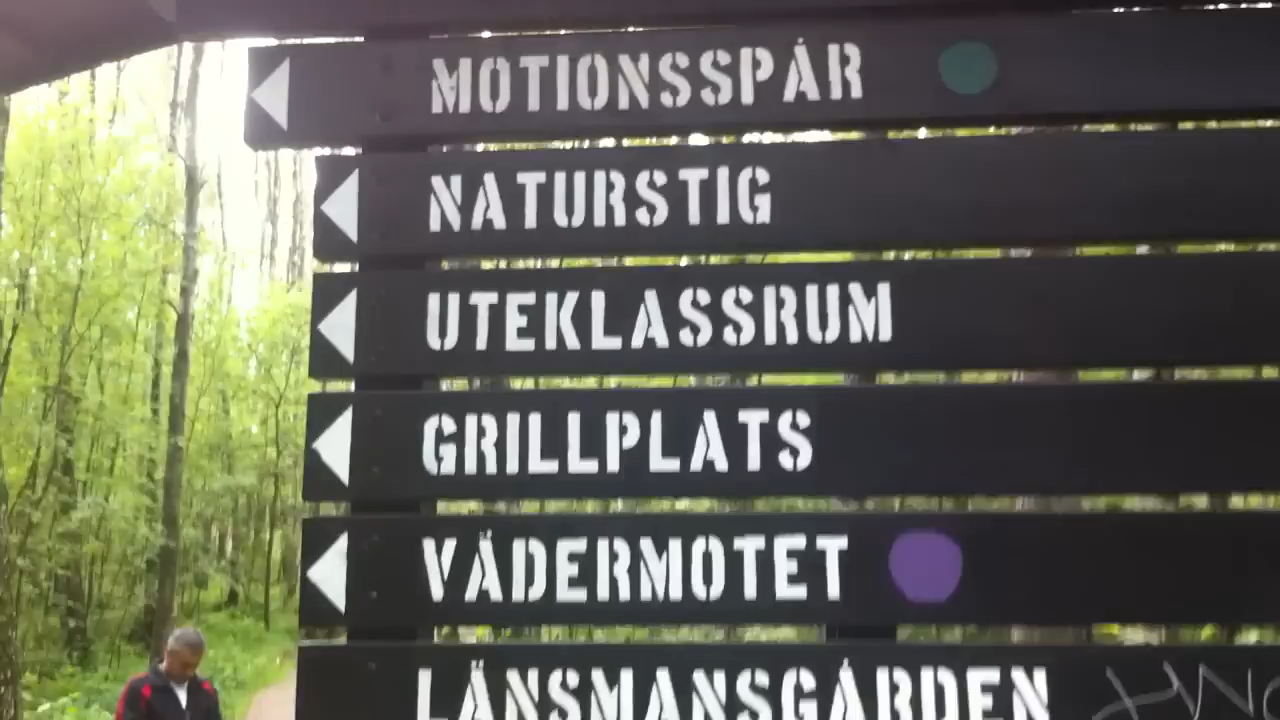 MOTIONSSPÅR
NATURSTIG
UTEKLASSRUM
GRILLPLATS
VÄDERMOTET
LÄNSMANSGÅRDEN